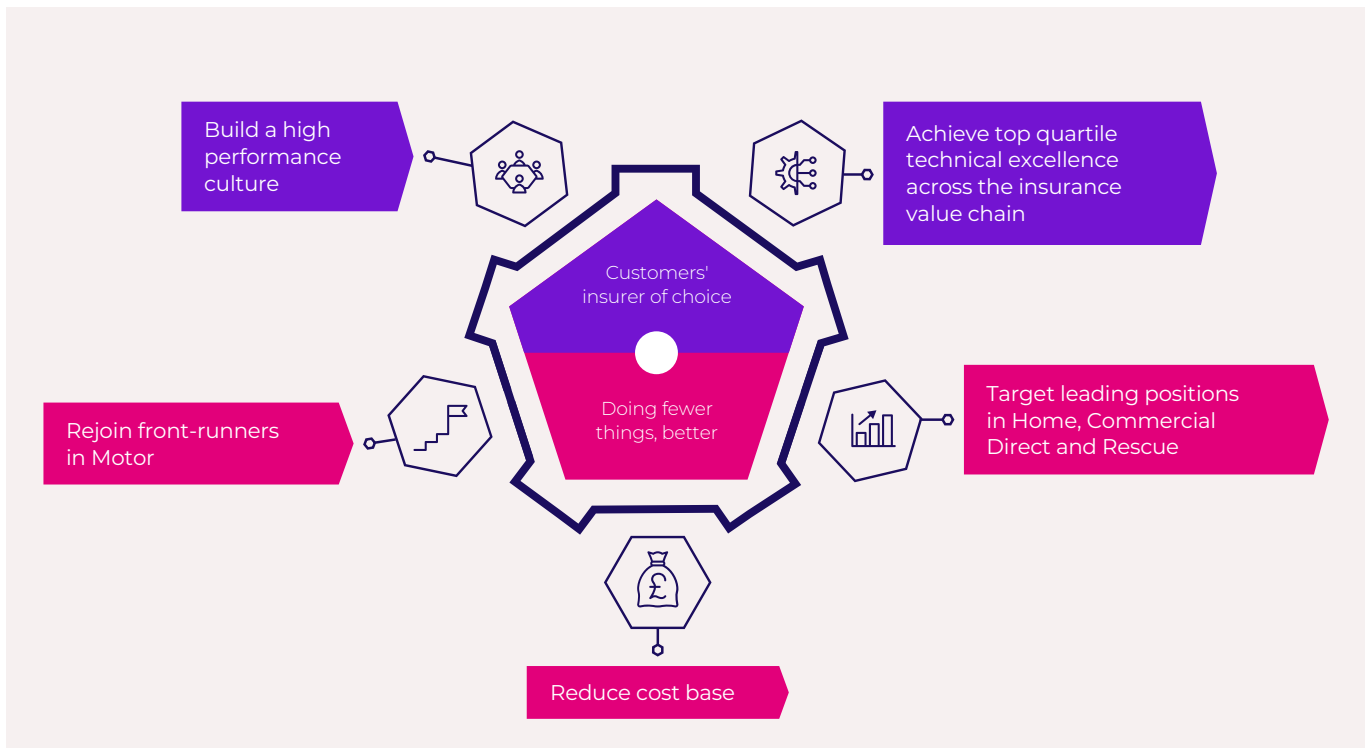 Build a high
performance
culture
Achieve top quartile
technical excellence
across the insurance
value chain
Customers'
insurer of choice
Doing fewer
things, better
Rejoin front-runners
in Motor
Target leading positions
in Home, Commercial
Direct and Rescue
£
Reduce cost base